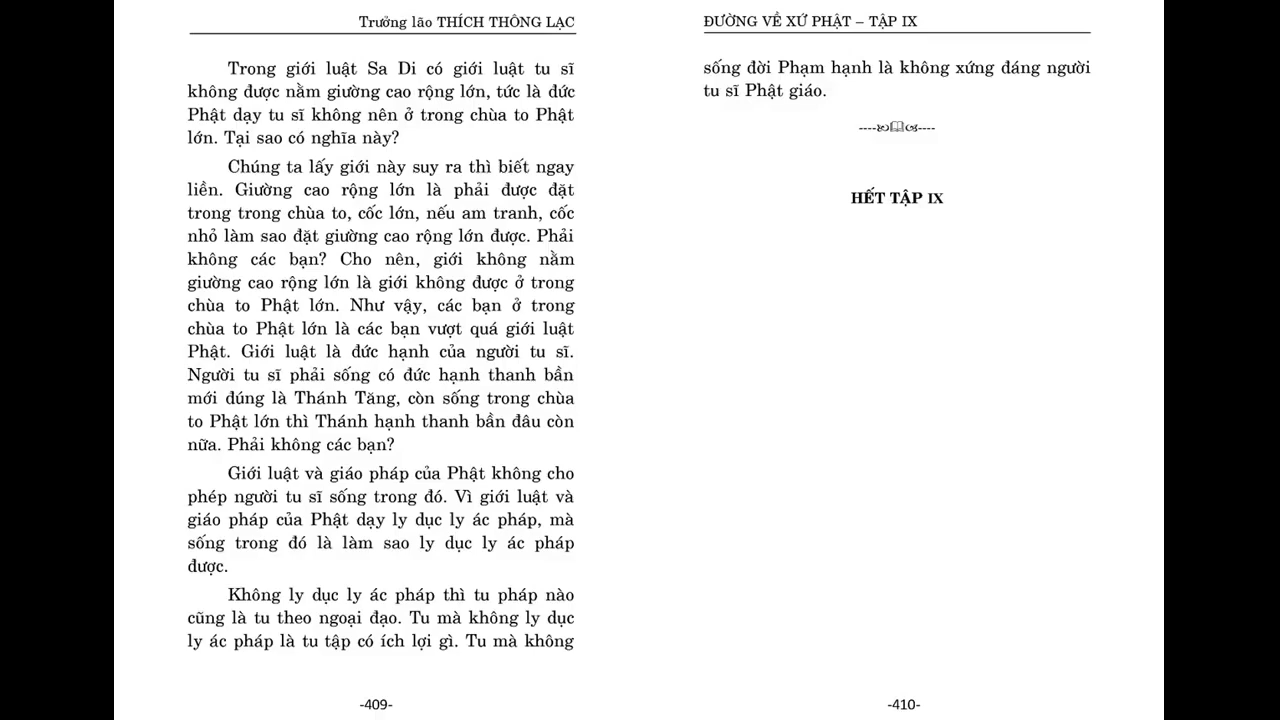 Trưởng lão THÍCH THÔNG LẠC
Trong giới luật Sa Di có giới luật tu sĩ
không được nằm giường cao rộng lớn, tức là đức
Phật dạy tu sĩ không nên ở trong chùa to Phật
lớn. Tại sao có nghĩa này?
Chúng ta lấy giới này suy ra thì biết ngay
liền. Giường cao rộng lớn là phải được đặt
trong trong chùa to, cốc lớn, nếu am tranh, cốc
nhỏ làm sao đặt giường cao rộng lớn được. Phải
không các bạn? Cho nên, giới không nằm
giường cao rộng lớn là giới không được ở trong
chùa to Phật lớn. Như vậy, các bạn ở trong
chùa to Phật lớn là các bạn vượt quá giới luật
Phật. Giới luật là đức hạnh của người tu sĩ.
Người tu sĩ phải sống có đức hạnh thanh bần
mới đúng là Thánh Tăng, còn sống trong chùa
to Phật lớn thì Thánh hạnh thanh bần đâu còn
nữa. Phải không các bạn?
Giới luật và giáo pháp của Phật không cho
phép người tu sĩ sống trong đó. Vì giới luật và
giáo pháp của Phật dạy ly dục ly ác pháp, mà
sống trong đó là làm sao ly dục ly ác pháp
được.
Không ly dục ly ác pháp thì tu pháp nào
cũng là tu theo ngoại đạo. Tu mà không ly dục
ly ác pháp là tu tập có ích lợi gì. Tu mà không
-409-
ĐƯỜNG VỀ XỨ PHẬT – TẬP IX
sống đời Phạm hạnh là không xứng đáng người
tu sĩ Phật giáo.
HẾT TẬP IX
-410-